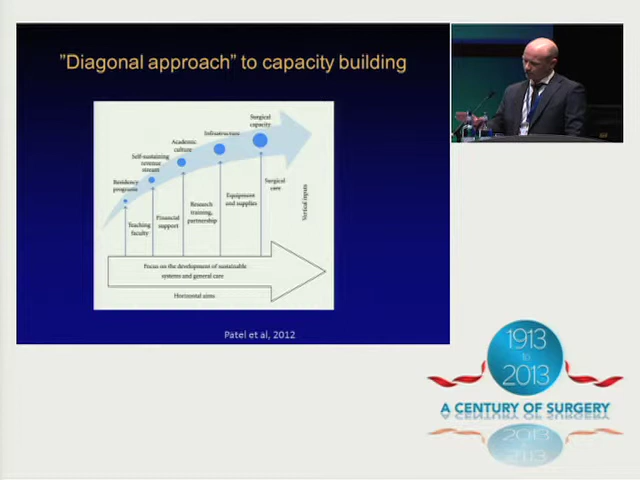 ”Diagonal approach” to capacity building
Surgical
capacity
Infrastructure
Academic
culture
Self-sustaining
revenue
stream
Residency
programs
Surgical
care
Equipment
and supplies
Research
training,
partnership
Financial
support
Teaching
faculty
Vertical inputs
Focus on the development of sustainable
systems and general care
Horizontal aims
Patel et al, 2012
1913
to
2013
A CENTURY OF SURGERY